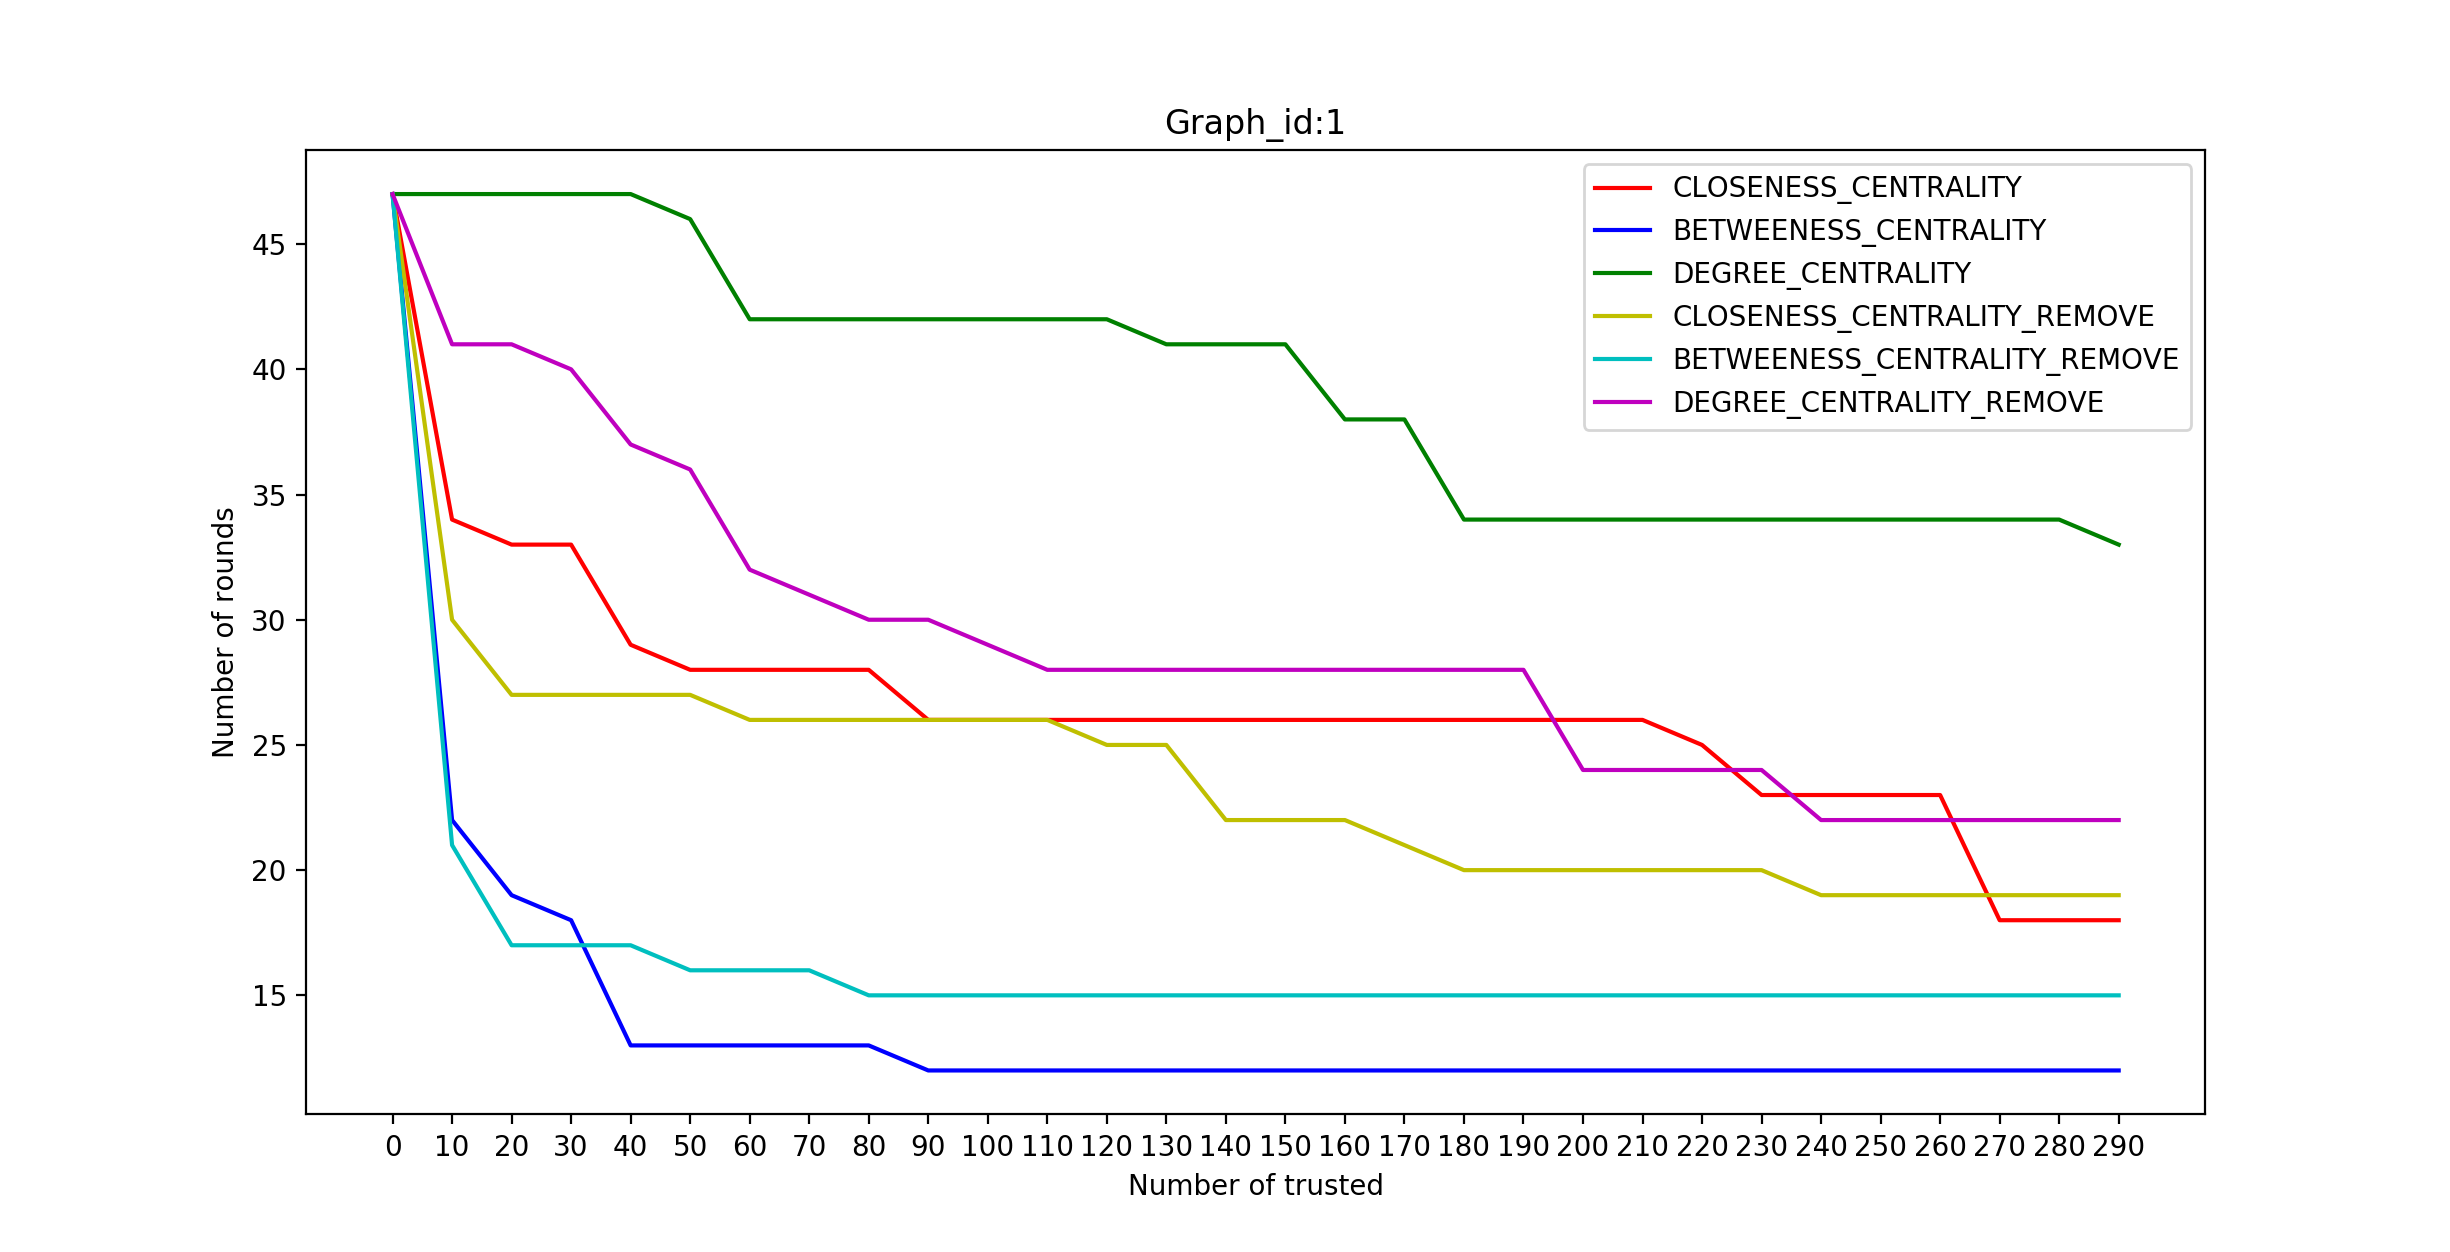 Graph_id:1
CLOSENESS_CENTRALITY
BETWEENESS_CENTRALITY
DEGREE_CENTRALITY
CLOSENESS_CENTRALITY_REMOVE
BETWEENESS_CENTRALITY_REMOVE
DEGREE_CENTRALITY_REMOVE
Number of rounds
45
40
35
30
25
20
15
0 10 20 30 40 50 60 70 80 90 100 110 120 130 140 150 160 170 180 190 200 210 220 230 240 250 260 270 280 290
Number of trusted